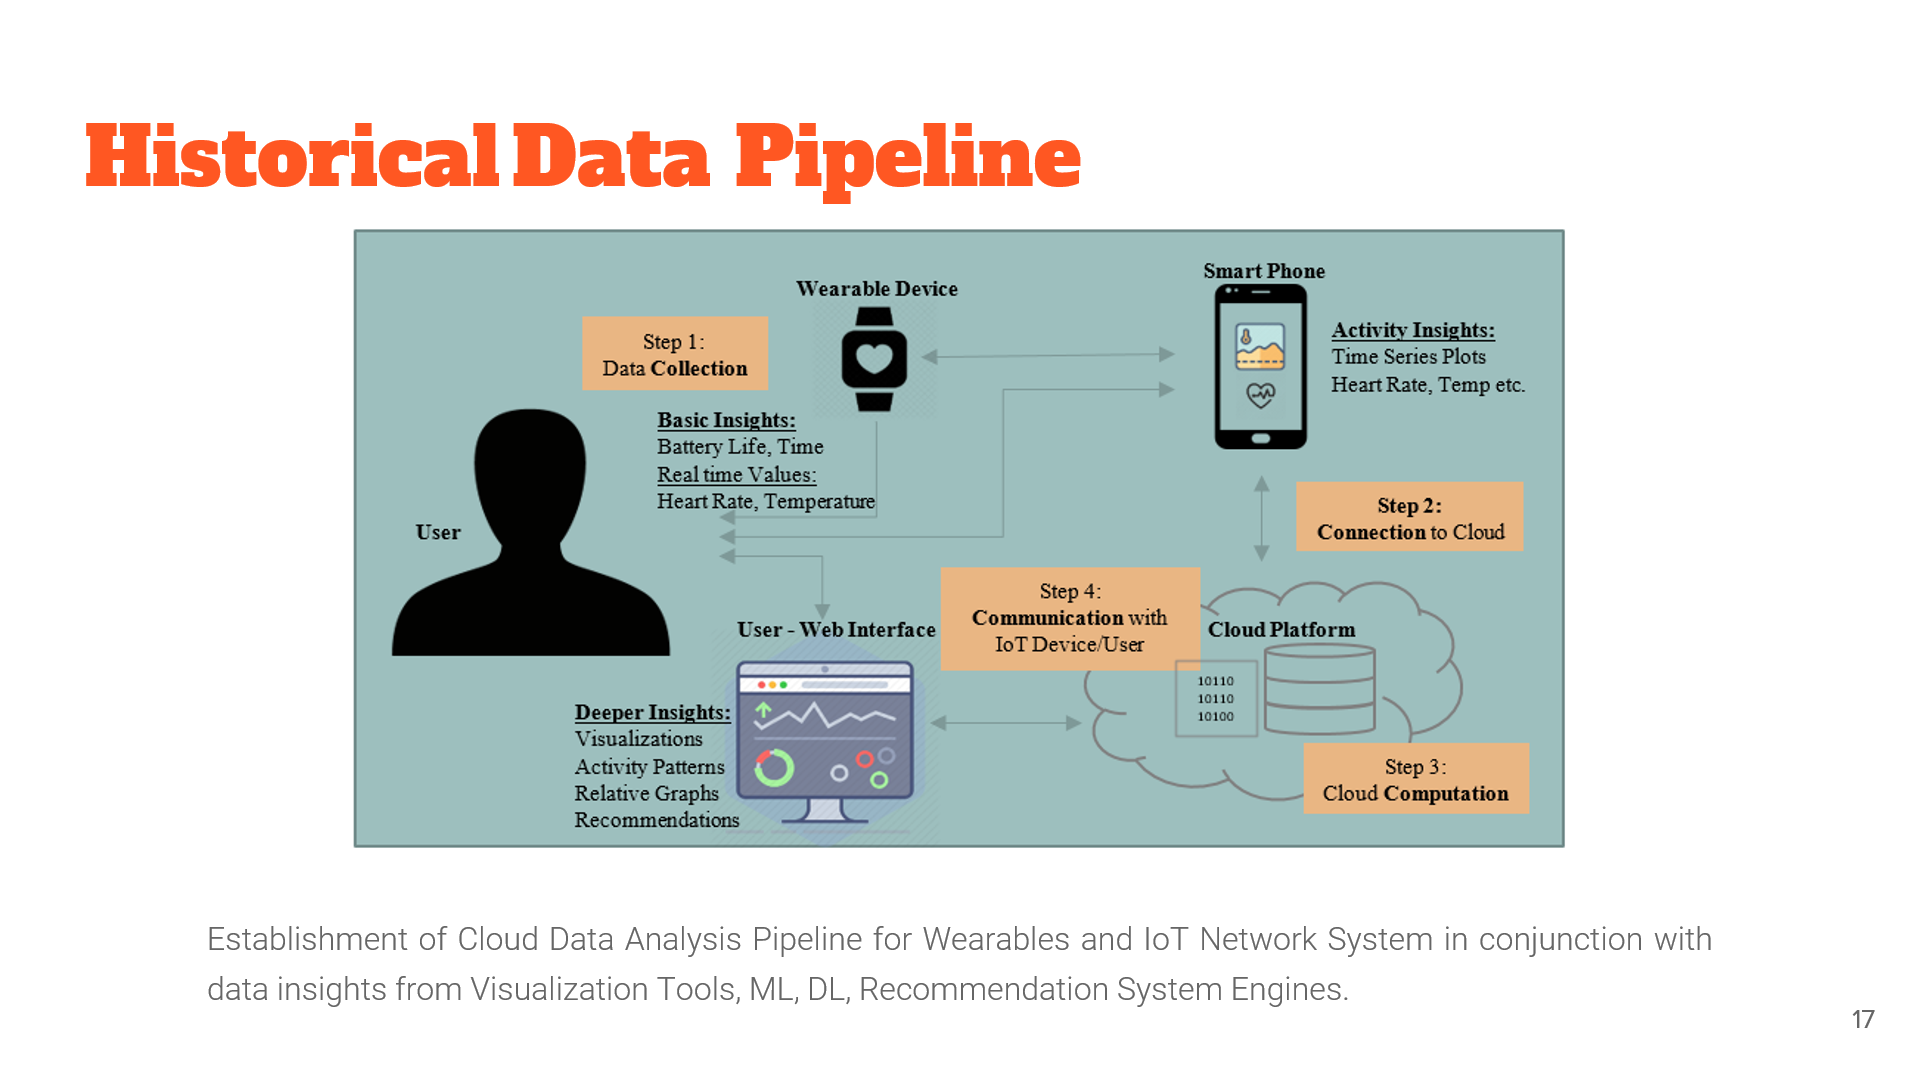 Historical Data Pipeline
Wearable Device
Smart Phone
Step 1:
Data Collection
Activity Insights:
Time Series Plots
Heart Rate, Temp etc.
Basic Insights:
Battery Life, Time
Real time Values:
Heart Rate, Temperature
User
Step 2:
Connection to Cloud
Step 4:
Communication with
IoT Device/User
User - Web Interface
Cloud Platform
10110
10110
10100
Deeper Insights:
Visualizations
Activity Patterns
Relative Graphs
Recommendations
Step 3:
Cloud Computation
Establishment of Cloud Data Analysis Pipeline for Wearables and IoT Network System in conjunction with
data insights from Visualization Tools, ML, DL, Recommendation System Engines.
17